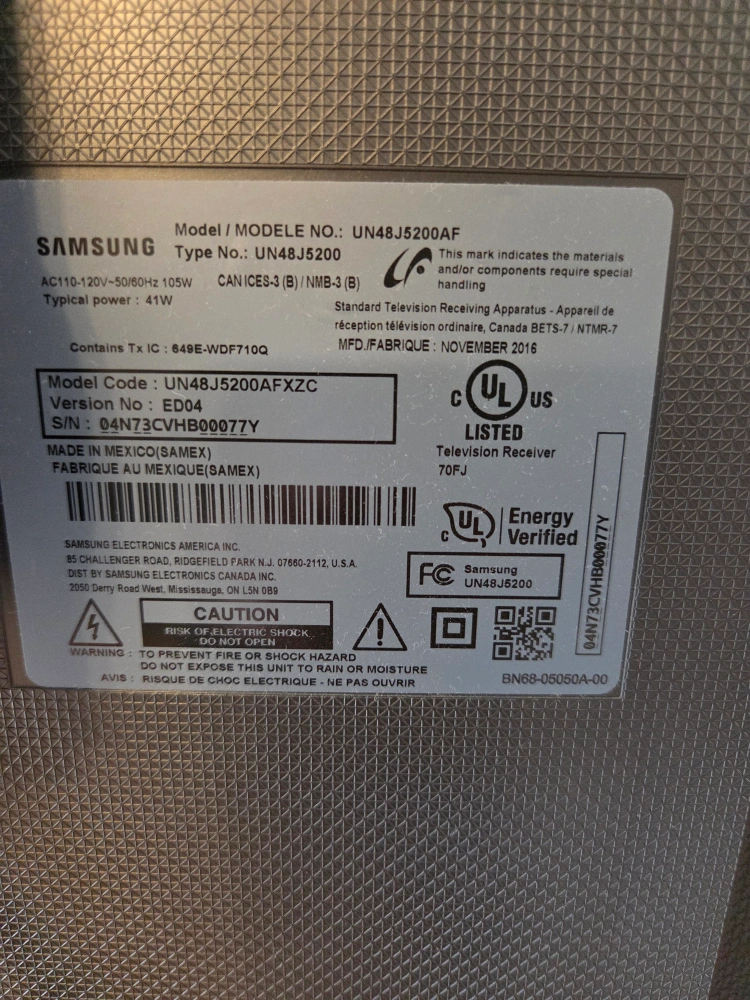 SAMSUNG
Model / MODELE NO.: UN48J5200AF
Type No.: UN48J5200
AC110-120V~50/60Hz 105W
CAN ICES-3 (B) / NMB-3 (B)
Typical power : 41W
This mark indicates the materials
and/or components require special
handling
Standard Television Receiving Apparatus - Appareil de
réception télévision ordinaire, Canada BETS-7 / NTMR-7
Contains Tx IC : 649E-WDF710Q
MFD./FABRIQUE : NOVEMBER 2016
Model Code : UN48J5200AFXZC
Version No : ED04
S/N : 04N73CVHB00077Y
C UL US
LISTED
Television Receiver
70FJ
MADE IN MEXICO(SAMEX)
FABRIQUE AU MEXIQUE(SAMEX)
C UL
Energy
Verified
SAMSUNG ELECTRONICS AMERICA INC.
85 CHALLENGER ROAD, RIDGEFIELD PARK N.J. 07660-2112, U.S.A.
DIST BY SAMSUNG ELECTRONICS CANADA INC.
2050 Derry Road West, Mississauga, ON L5N 0B9
FC Samsung
UN48J5200
04N73CVHB00077Y
CAUTION
RISK OF ELECTRIC SHOCK
DO NOT OPEN
WARNING : TO PREVENT FIRE OR SHOCK HAZARD
DO NOT EXPOSE THIS UNIT TO RAIN OR MOISTURE
AVIS : RISQUE DE CHOC ELECTRIQUE - NE PAS OUVRIR
BN68-05050A-00